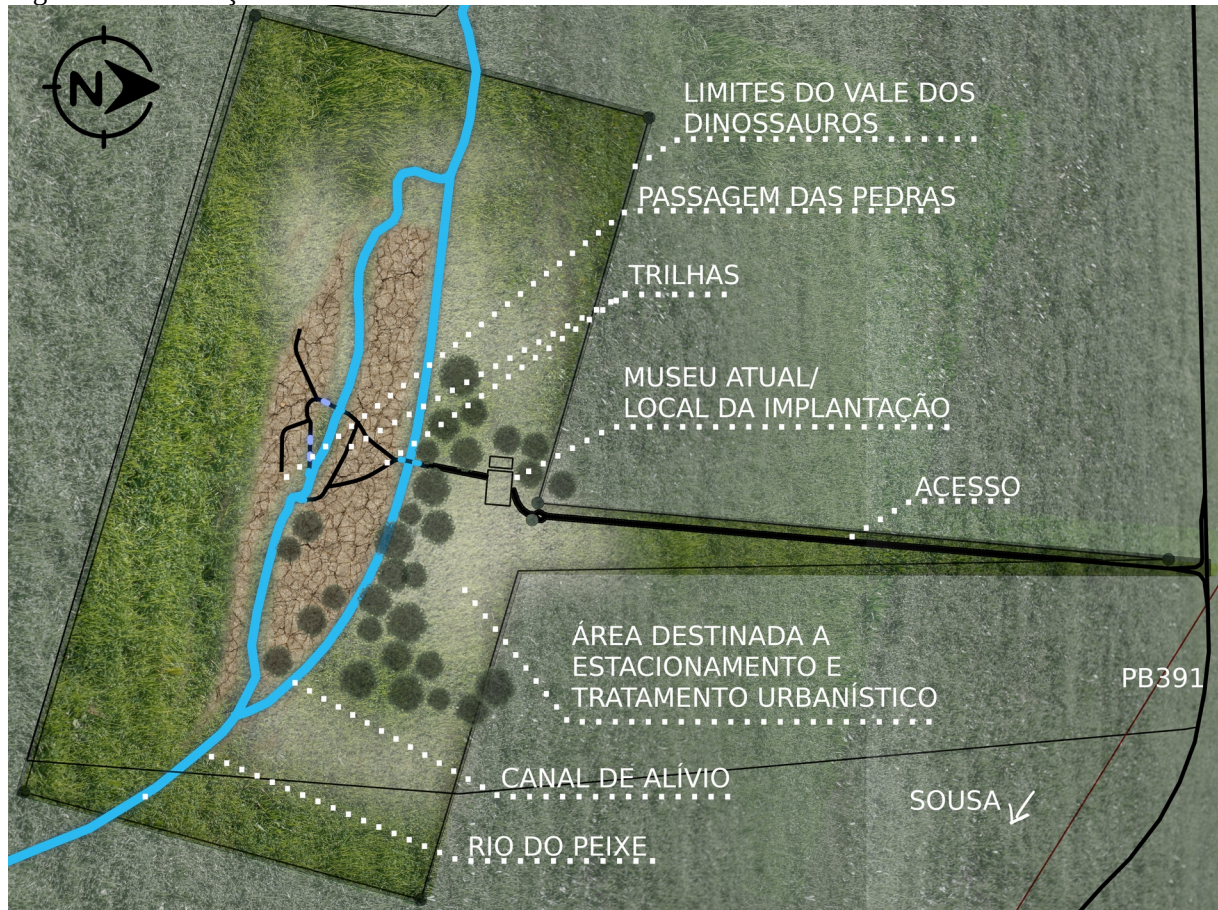 N
LIMITES DO VALE DOS
DINOSSAUROS
PASSAGEM DAS PEDRAS
TRILHAS
MUSEU ATUAL/
LOCAL DA IMPLANTAÇÃO
ACESSO
ÁREA DESTINADA A
ESTACIONAMENTO E
TRATAMENTO URBANÍSTICO
PB391
CANAL DE ALÍVIO
SOUSA
RIO DO PEIXE